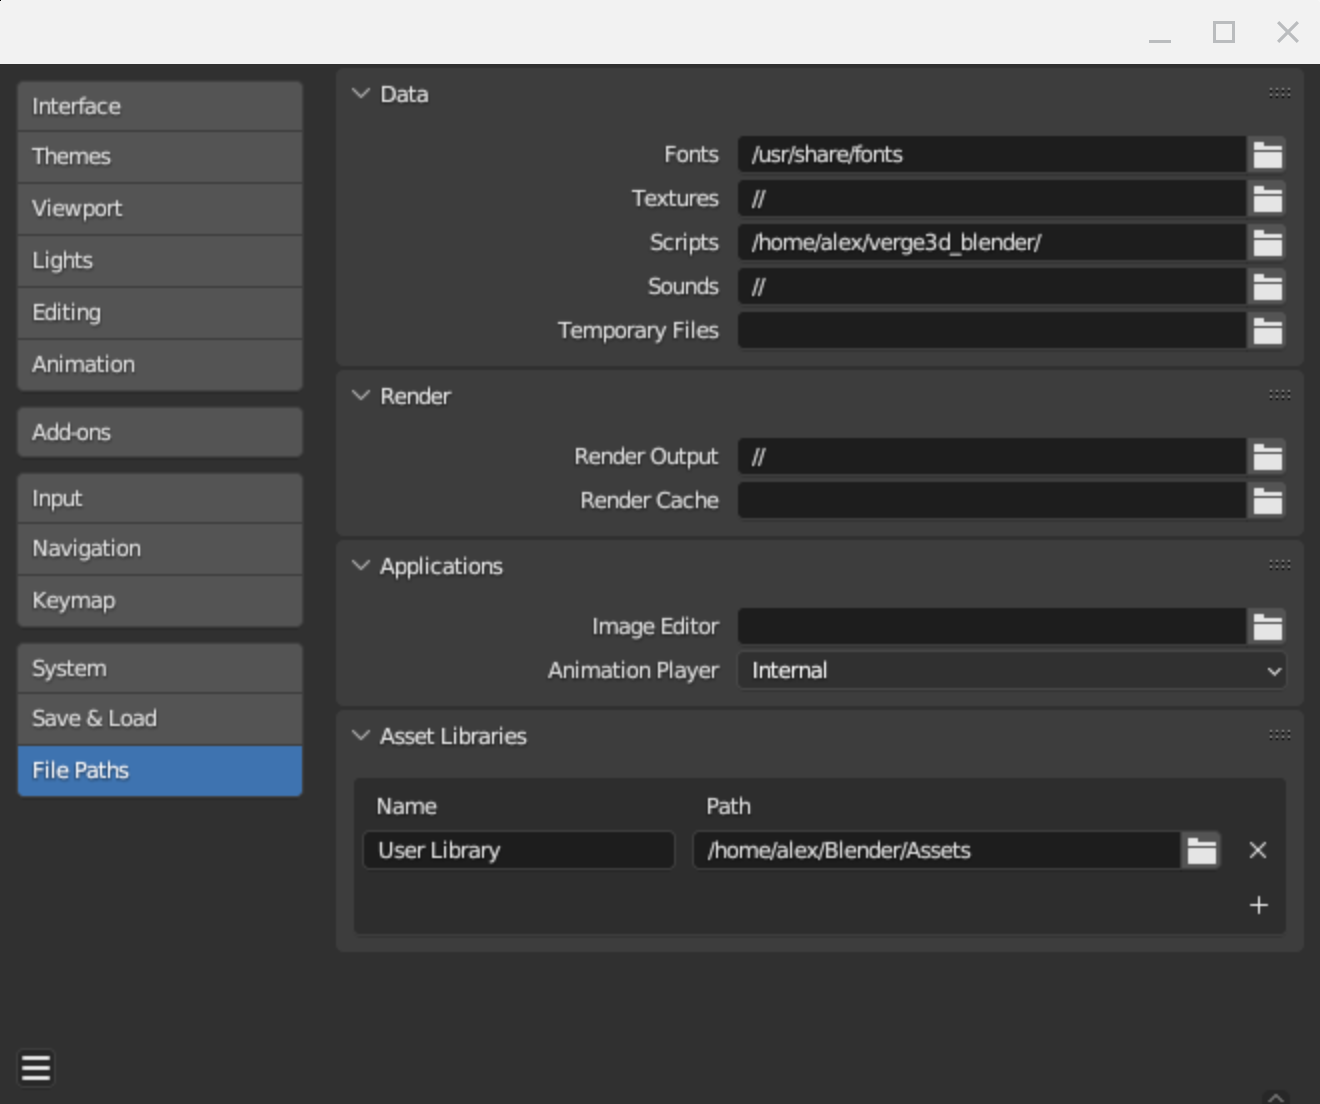 Interface
Themes
Viewport
Lights
Editing
Animation
Add-ons
Input
Navigation
Keymap
System
Save & Load
File Paths
Data
Fonts /usr/share/fonts
Textures //
Scripts /home/alex/verge3d_blender/
Sounds //
Temporary Files
Render
Render Output //
Render Cache
Applications
Image Editor
Animation Player Internal
Asset Libraries
Name Path
User Library /home/alex/Blender/Assets